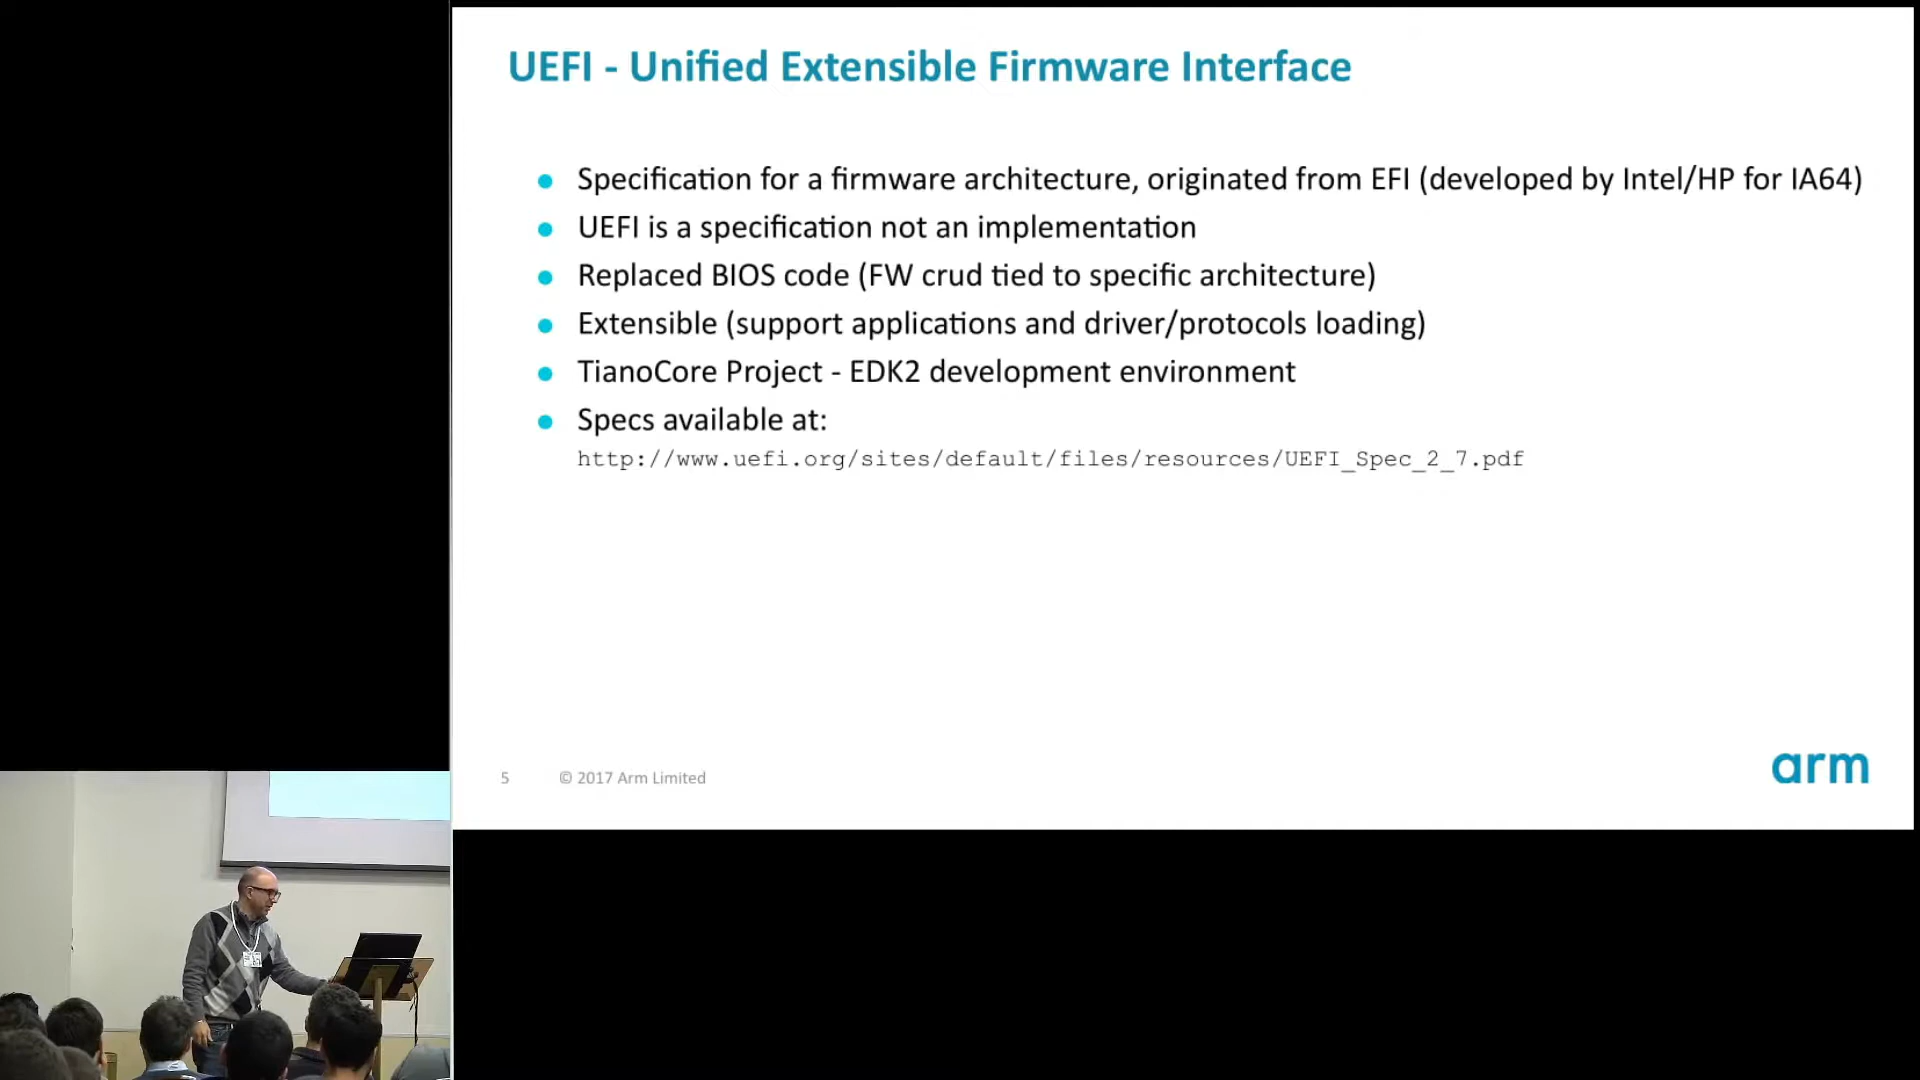 UEFI - Unified Extensible Firmware Interface
Specification for a firmware architecture, originated from EFI (developed by Intel/HP for IA64)
UEFI is a specification not an implementation
Replaced BIOS code (FW crud tied to specific architecture)
Extensible (support applications and driver/protocols loading)
TianoCore Project - EDK2 development environment
Specs available at:
http://www.uefi.org/sites/default/files/resources/UEFI_Spec_2_7.pdf
5 © 2017 Arm Limited
arm